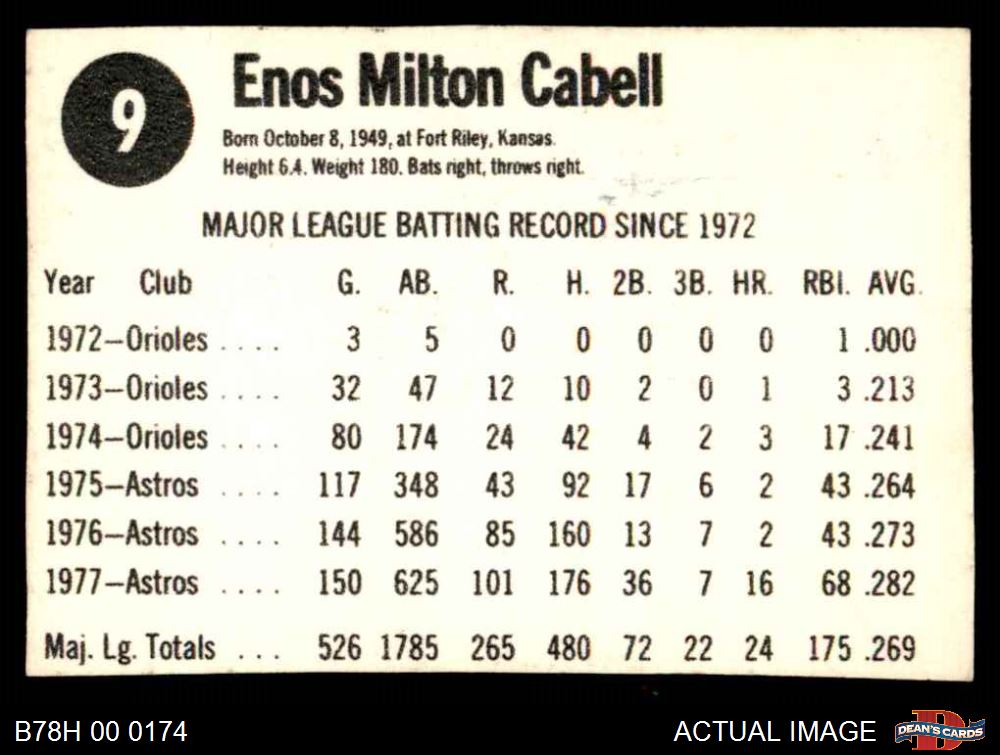 9
Enos Milton Cabell
Born October 8, 1949, at Fort Riley, Kansas.
Height 6.4. Weight 180. Bats right, throws right.
MAJOR LEAGUE BATTING RECORD SINCE 1972
Year Club G. AB. R. H. 2B. 3B. HR. RBI. AVG.
1972—Orioles .... 3 5 0 0 0 0 0 1 .000
1973—Orioles .... 32 47 12 10 2 0 1 3 .213
1974—Orioles .... 80 174 24 42 4 2 3 17 .241
1975—Astros .... 117 348 43 92 17 6 2 43 .264
1976—Astros .... 144 586 85 160 13 7 2 43 .273
1977—Astros .... 150 625 101 176 36 7 16 68 .282
Maj. Lg. Totals ... 526 1785 265 480 72 22 24 175 .269
B78H 00 0174 ACTUAL IMAGE D DEAN'S CARDS